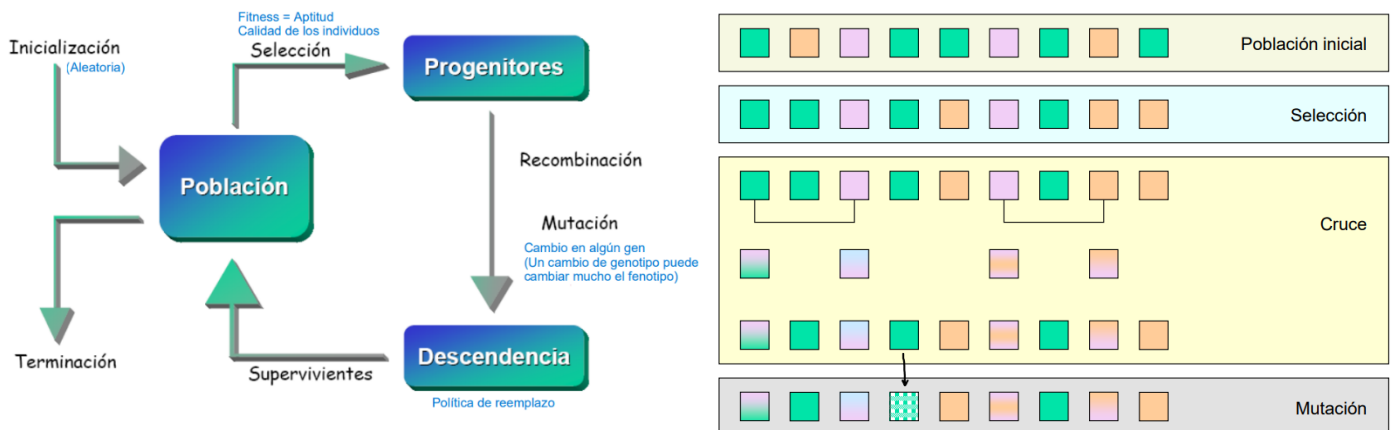 Inicialización
(Aleatoria)
Fitness = Aptitud
Calidad de los individuos
Selección
Progenitores
Población
Recombinación
Mutación
Cambio en algún gen
(Un cambio de genotipo puede
cambiar mucho el fenotipo)
Terminación
Supervivientes
Descendencia
Política de reemplazo
Población inicial
Selección
Cruce
Mutación